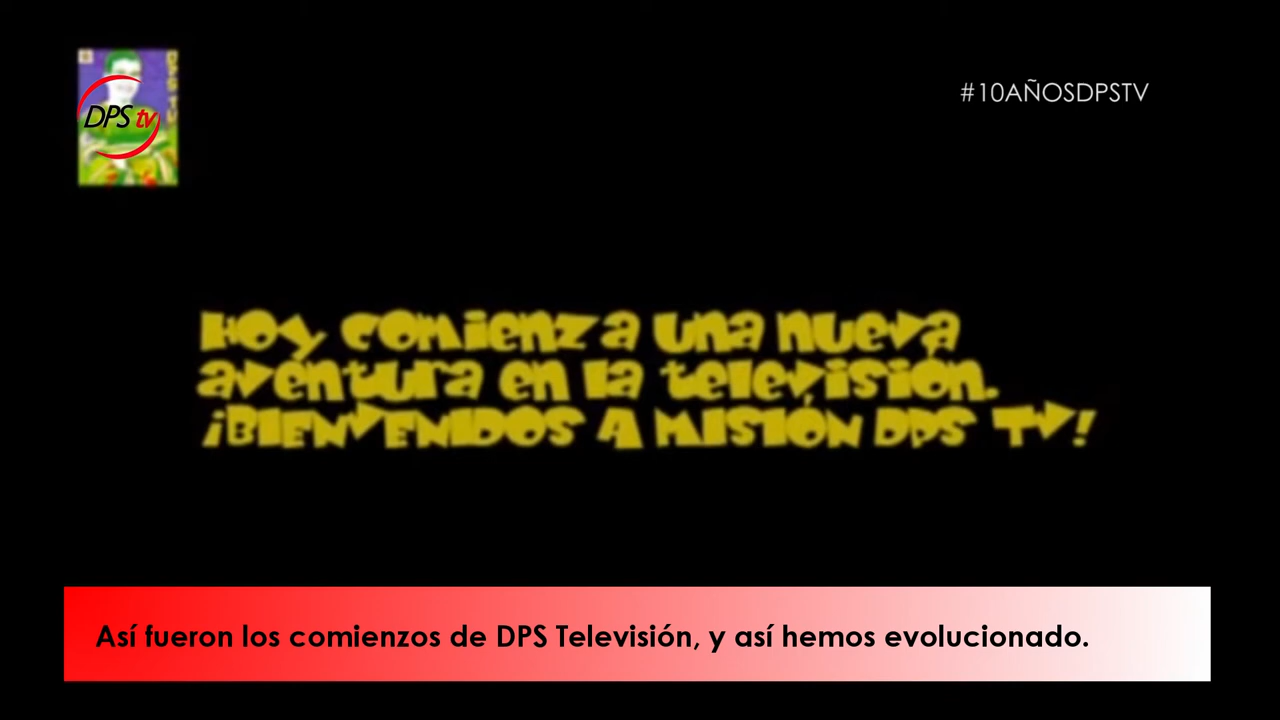 DPS tv
#10AÑOSDPSTV
Hoy comienza una nueva
aventura en la televisión.
¡BIENVENIDOS A MISIÓN DPS TV!
Así fueron los comienzos de DPS Televisión, y así hemos evolucionado.